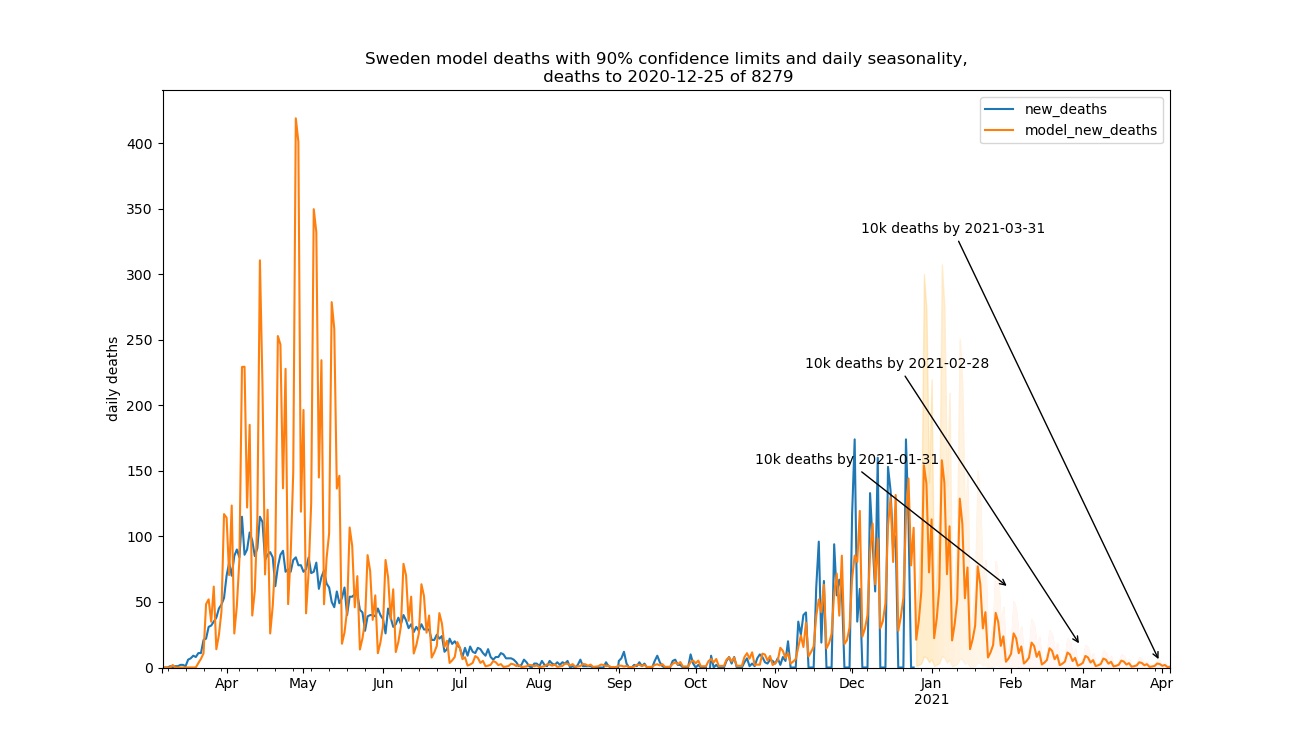 Sweden model deaths with 90% confidence limits and daily seasonality,
deaths to 2020-12-25 of 8279
new_deaths
model_new_deaths
daily deaths
400
350
300
250
200
150
100
50
0
10k deaths by 2021-03-31
10k deaths by 2021-02-28
10k deaths by 2021-01-31
Apr May Jun Jul Aug Sep Oct Nov Dec Jan Feb Mar Apr
2021